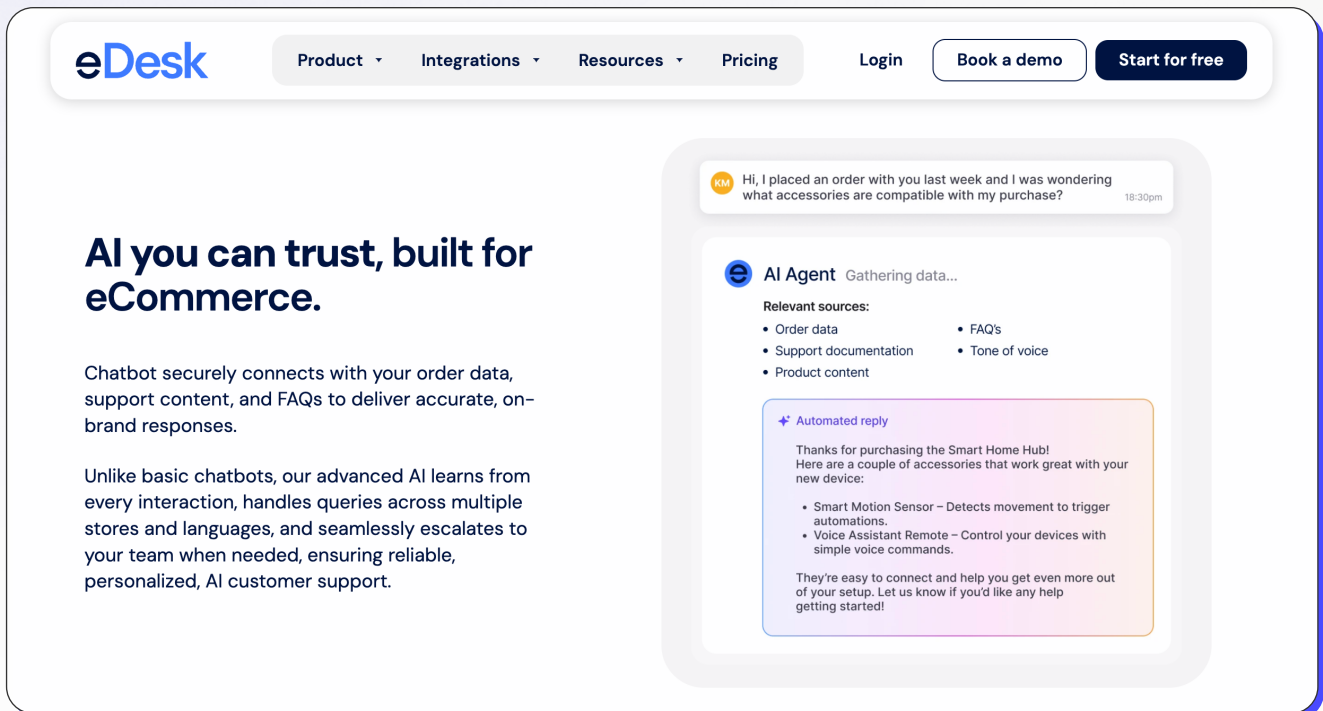 eDesk
Product
Integrations
Resources
Pricing
Login
Book a demo
Start for free
AI you can trust, built for
eCommerce.
Chatbot securely connects with your order data,
support content, and FAQs to deliver accurate, on-
brand responses.
Unlike basic chatbots, our advanced AI learns from
every interaction, handles queries across multiple
stores and languages, and seamlessly escalates to
your team when needed, ensuring reliable,
personalized, AI customer support.
KM
Hi, I placed an order with you last week and I was wondering
what accessories are compatible with my purchase?
18:30pm
e
AI Agent Gathering data...
Relevant sources:
• Order data
• Support documentation
• Product content
• FAQ's
• Tone of voice
Automated reply
Thanks for purchasing the Smart Home Hub!
Here are a couple of accessories that work great with your
new device:
• Smart Motion Sensor – Detects movement to trigger
automations.
• Voice Assistant Remote – Control your devices with
simple voice commands.
They're easy to connect and help you get even more out
of your setup. Let us know if you'd like any help
getting started!